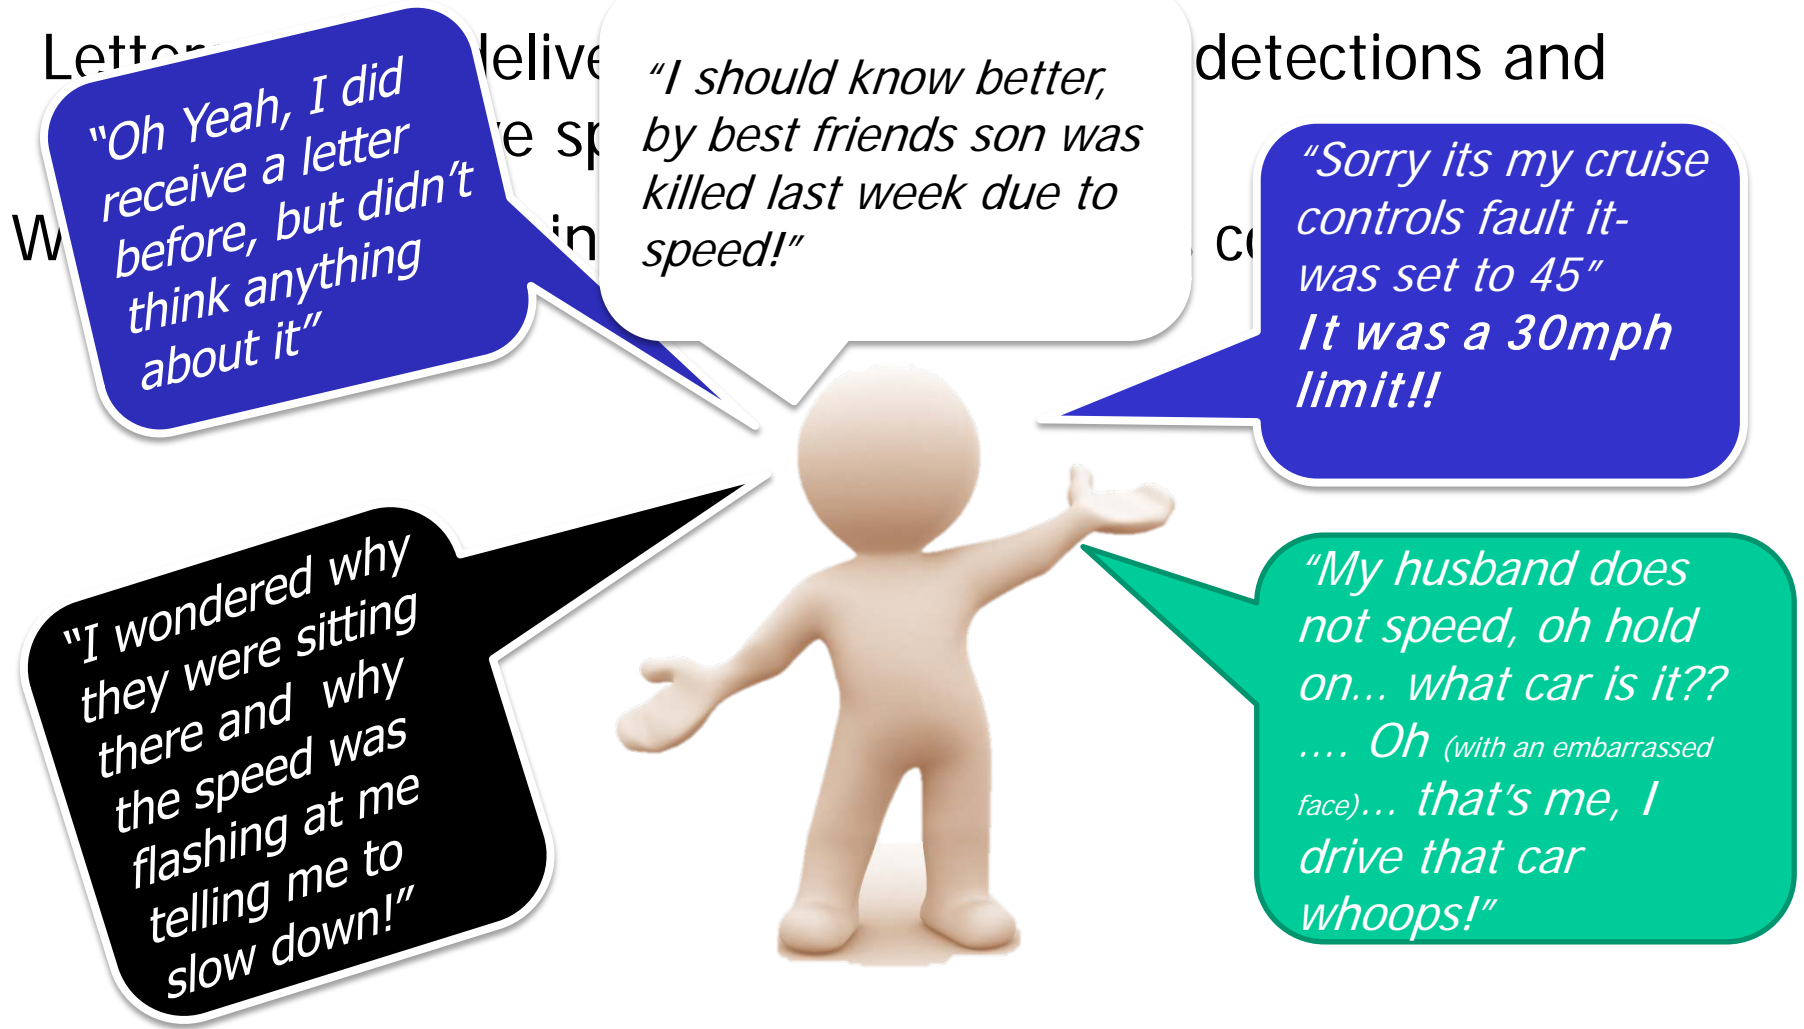 detections and
"Oh Yeah, I did
receive a letter
before, but didn't
think anything
about it"
"I should know better,
by best friends son was
killed last week due to
speed!"
"Sorry its my cruise
controls fault it-
was set to 45"
It was a 30mph
limit!!
"I wondered why
they were sitting
there and why
the speed was
flashing at me
telling me to
slow down!"
"My husband does
not speed, oh hold
on... what car is it??
.... Oh (with an embarrassed
face)... that's me, I
drive that car
whoops!"